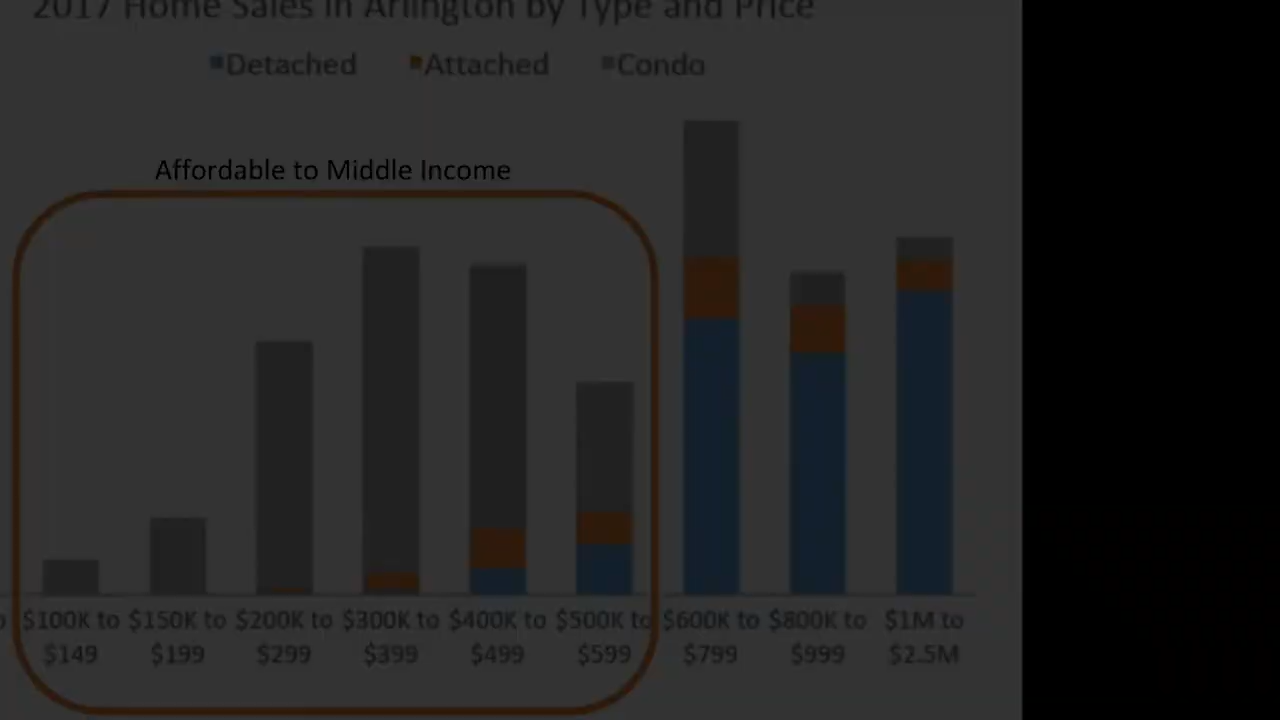 2017 Home Sales in Arlington by Type and Price
Detached Attached Condo
Affordable to Middle Income
$100K to $150K to $200K to $300K to $400K to $500K to $600K to $800K to $1M to
$149 $199 $299 $399 $499 $599 $799 $999 $2.5M